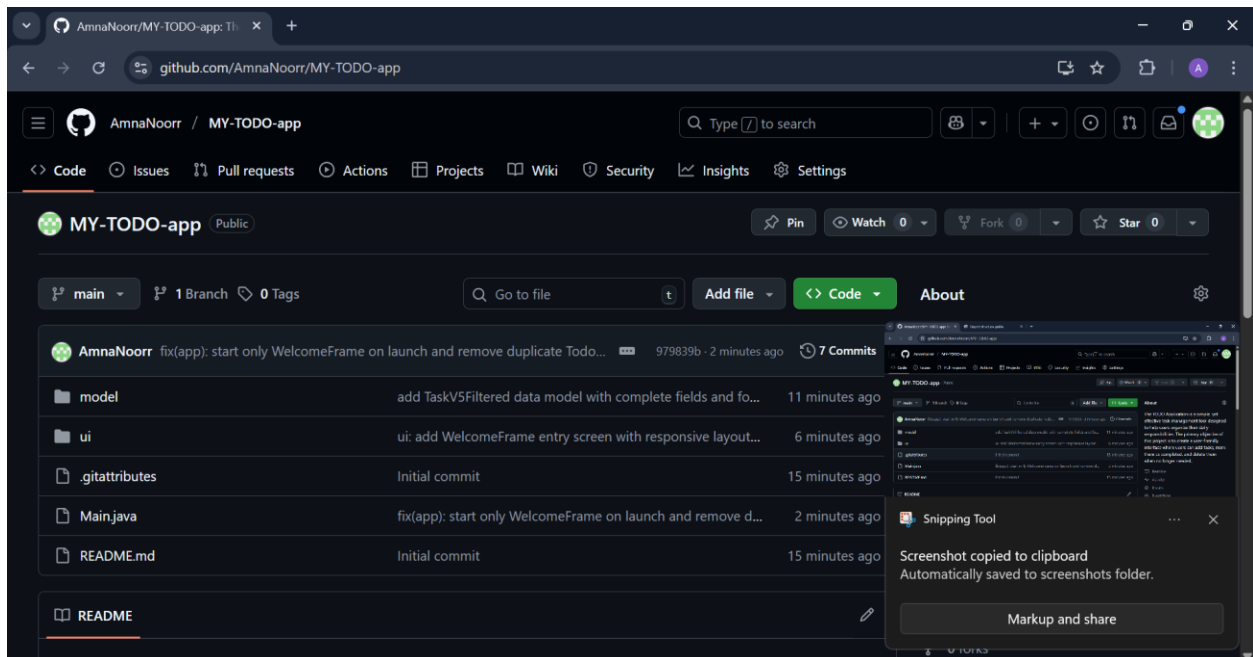 AmnaNoorr/MY-TODO-app: Th
github.com/AmnaNoorr/MY-TODO-app
A
AmnaNoorr / MY-TODO-app
Type / to search
Code Issues Pull requests Actions Projects Wiki Security Insights Settings
MY-TODO-app Public
Pin Watch 0 Fork 0 Star 0
main 1 Branch 0 Tags
Go to file t
Add file Code
About
AmnaNoorr fix(app): start only WelcomeFrame on launch and remove duplicate Todo... 979839b · 2 minutes ago 7 Commits
model add TaskV5Filtered data model with complete fields and fo... 11 minutes ago
ui ui: add WelcomeFrame entry screen with responsive layout... 6 minutes ago
.gitattributes Initial commit 15 minutes ago
Main.java fix(app): start only WelcomeFrame on launch and remove d... 2 minutes ago
README.md Initial commit 15 minutes ago
README
Snipping Tool
Screenshot copied to clipboard
Automatically saved to screenshots folder.
Markup and share
0 forks